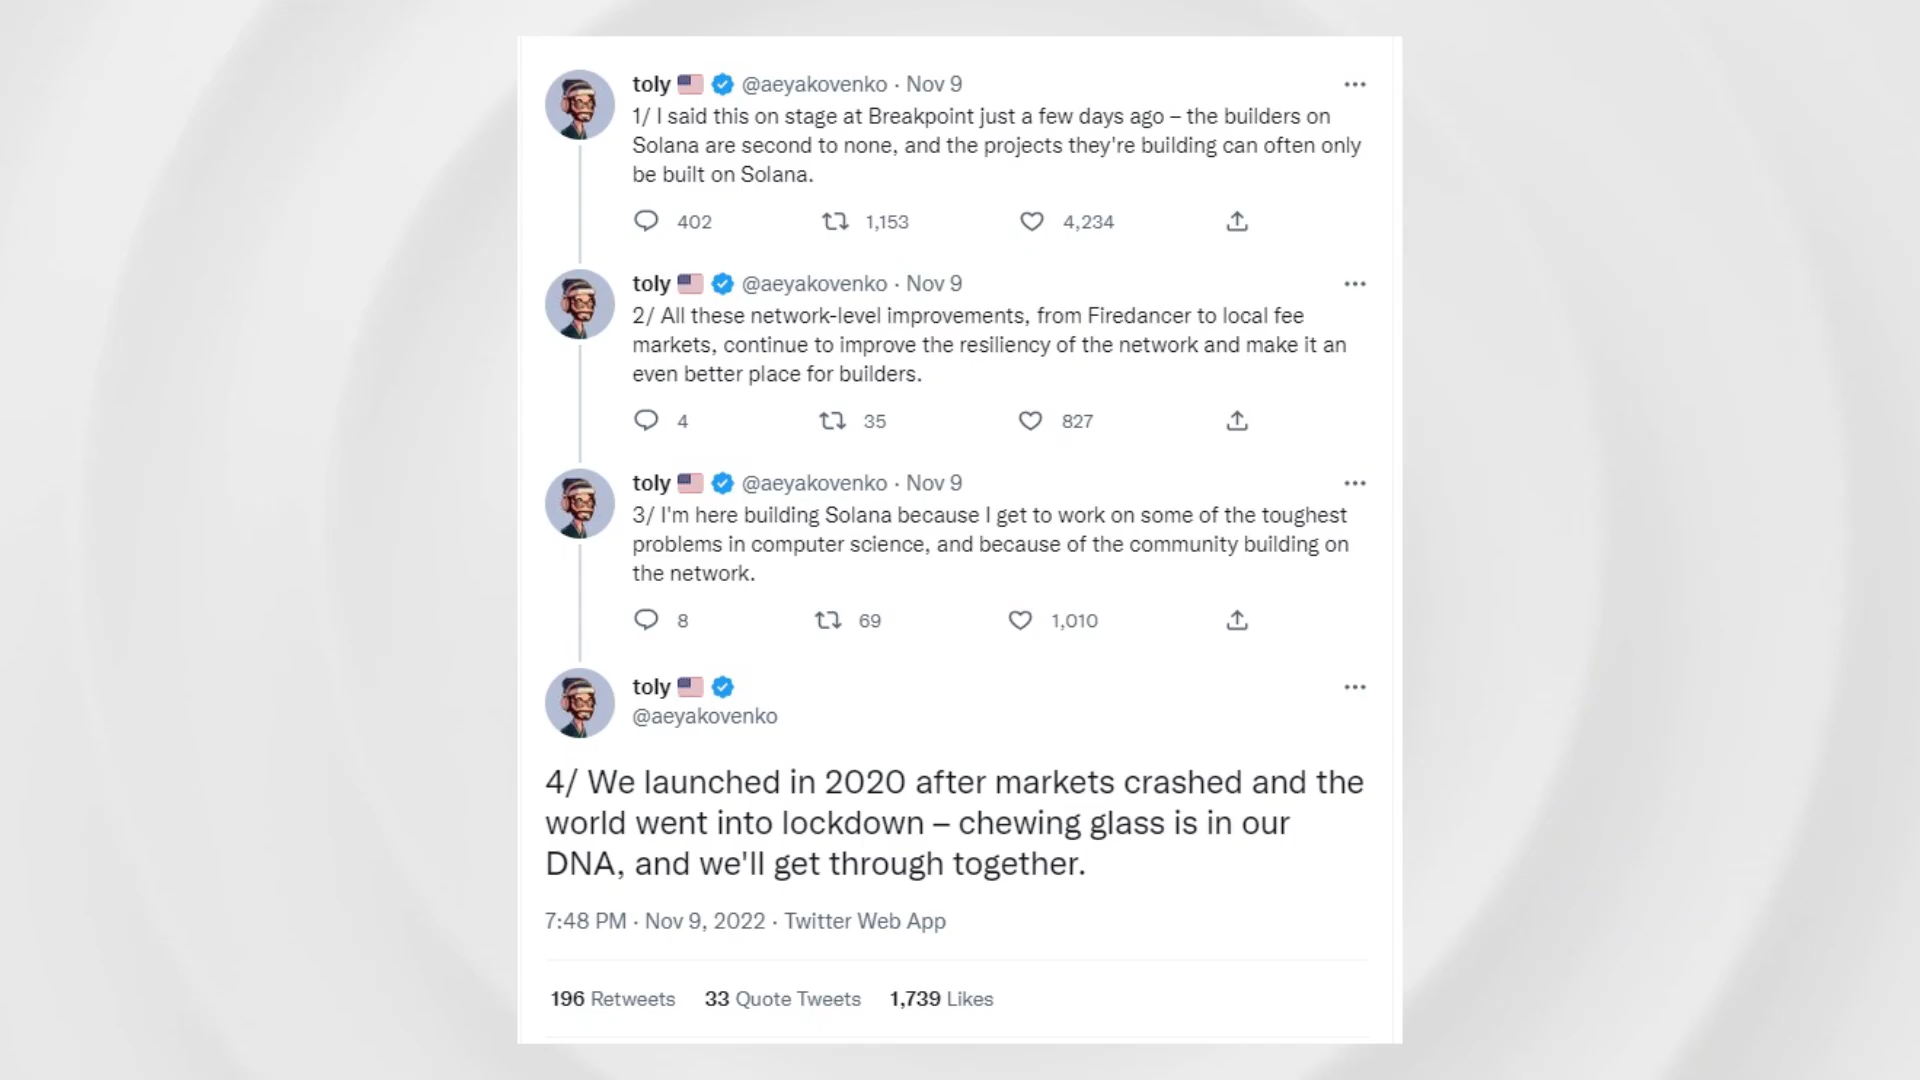 toly @aeyakovenko · Nov 9
1/ I said this on stage at Breakpoint just a few days ago – the builders on
Solana are second to none, and the projects they're building can often only
be built on Solana.
402 1,153 4,234
toly @aeyakovenko · Nov 9
2/ All these network-level improvements, from Firedancer to local fee
markets, continue to improve the resiliency of the network and make it an
even better place for builders.
4 35 827
toly @aeyakovenko · Nov 9
3/ I'm here building Solana because I get to work on some of the toughest
problems in computer science, and because of the community building on
the network.
8 69 1,010
toly
@aeyakovenko
4/ We launched in 2020 after markets crashed and the
world went into lockdown – chewing glass is in our
DNA, and we'll get through together.
7:48 PM · Nov 9, 2022 · Twitter Web App
196 Retweets 33 Quote Tweets 1,739 Likes